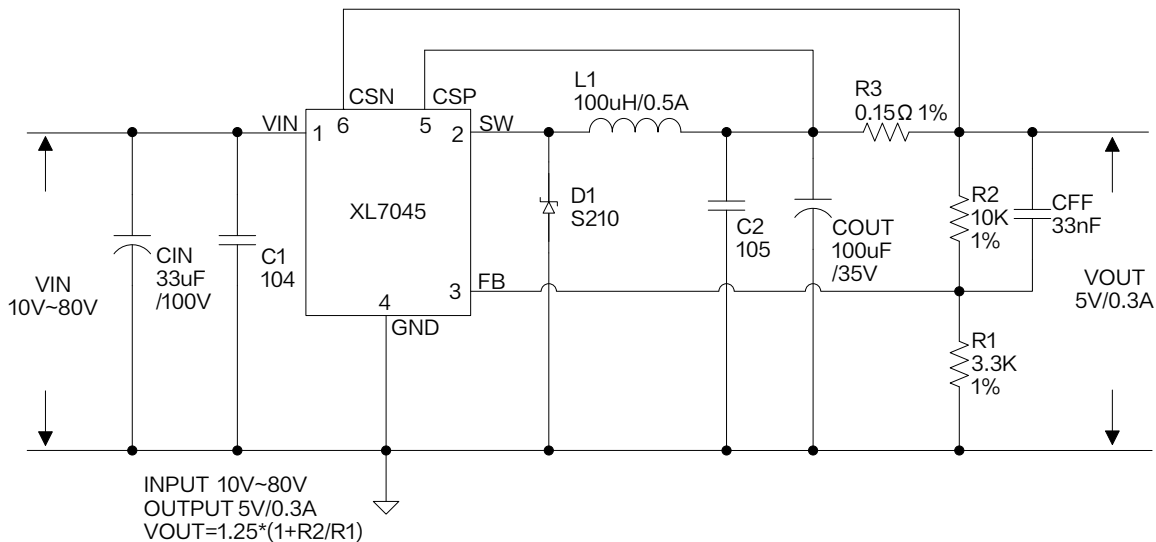 CSN
CSP
L1
100uH/0.5A
R3
0.15Ω 1%
VIN
1
6
5
2
SW
XL7045
D1
S210
R2
10K
1%
CFF
33nF
CIN
33uF
/100V
C1
104
C2
105
COUT
100uF
/35V
VIN
10V~80V
3
FB
4
GND
VOUT
5V/0.3A
R1
3.3K
1%
INPUT 10V~80V
OUTPUT 5V/0.3A
VOUT=1.25*(1+R2/R1)